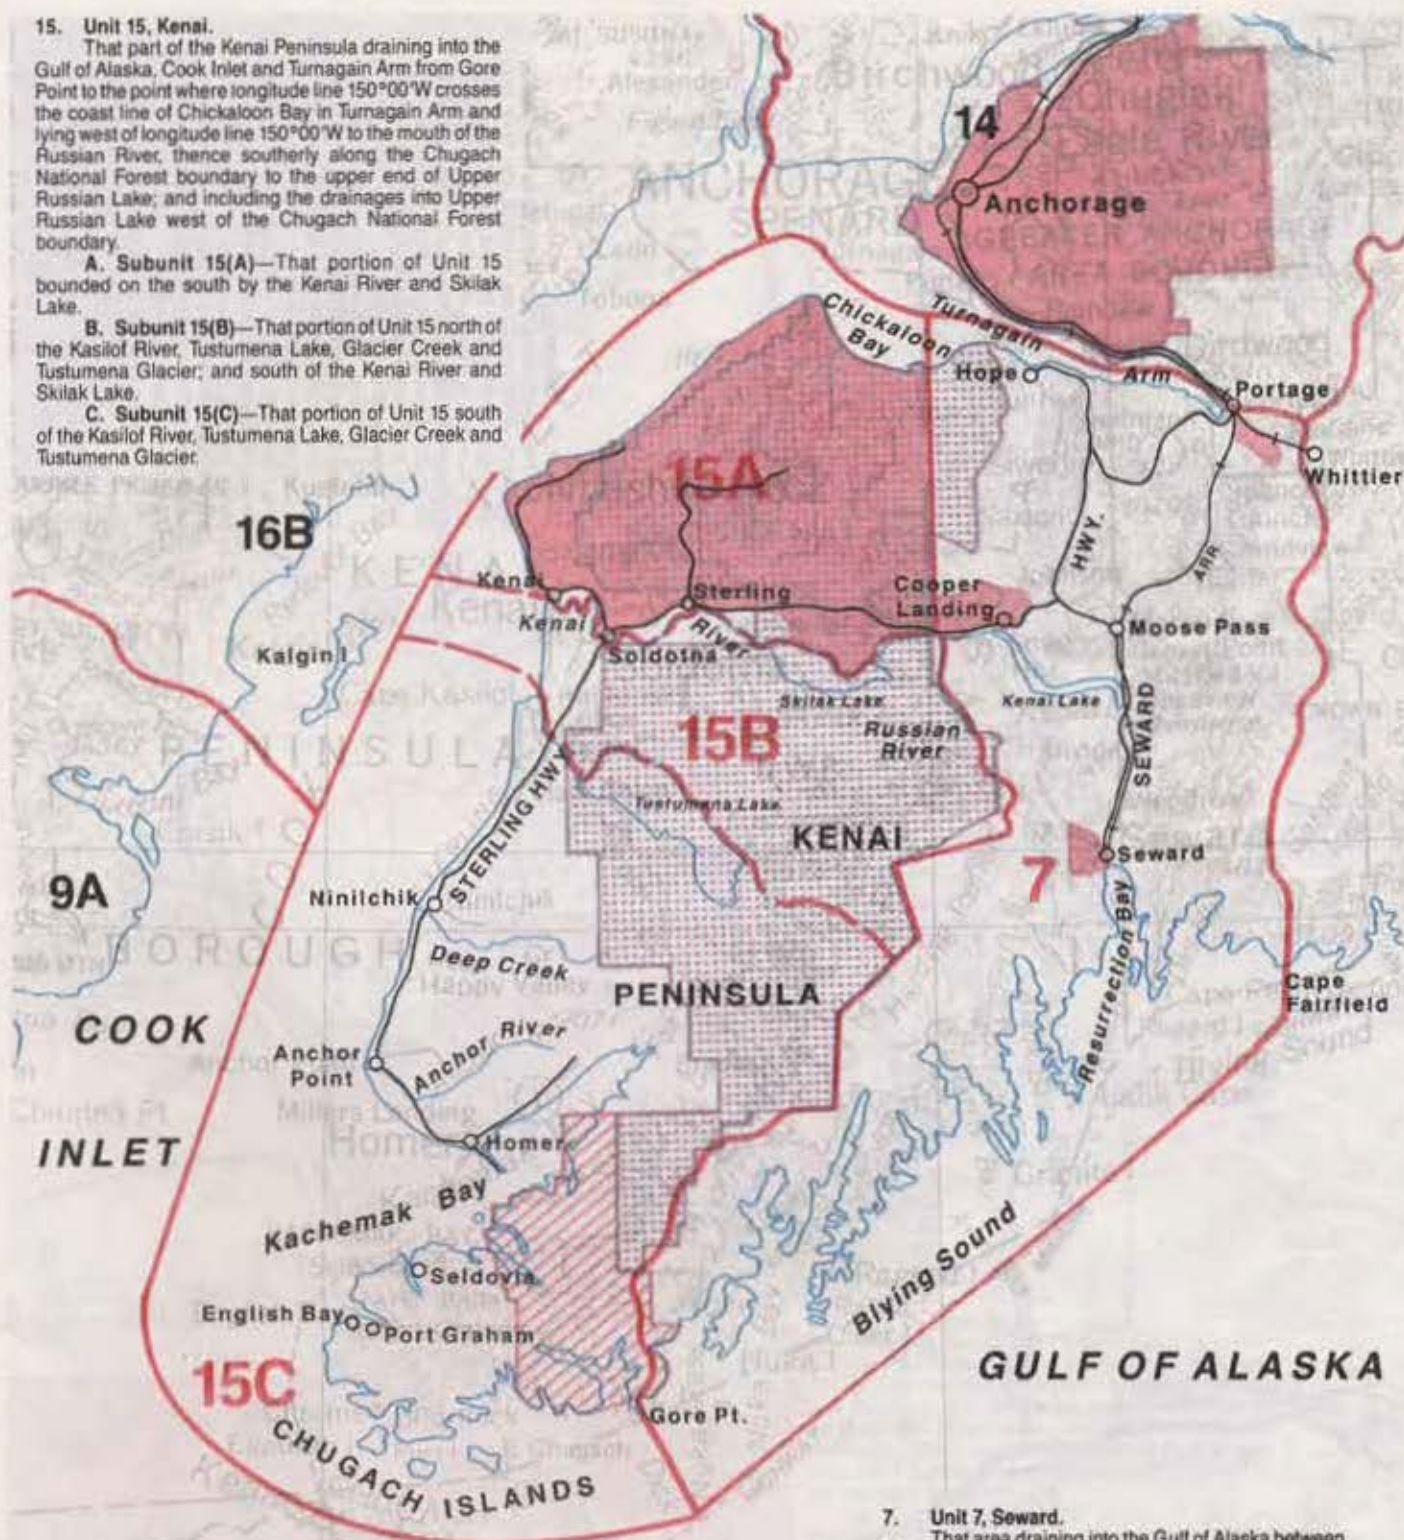 15. Unit 15, Kenai.
That part of the Kenai Peninsula draining into the
Gulf of Alaska, Cook Inlet and Turnagain Arm from Gore
Point to the point where longitude line 150°00'W crosses
the coast line of Chickaloon Bay in Turnagain Arm and
lying west of longitude line 150°00'W to the mouth of the
Russian River, thence southerly along the Chugach
National Forest boundary to the upper end of Upper
Russian Lake; and including the drainages into Upper
Russian Lake west of the Chugach National Forest
boundary.
A. Subunit 15(A)—That portion of Unit 15
bounded on the south by the Kenai River and Skilak
Lake.
B. Subunit 15(B)—That portion of Unit 15 north of
the Kasilof River, Tustumena Lake, Glacier Creek and
Tustumena Glacier; and south of the Kenai River and
Skilak Lake.
C. Subunit 15(C)—That portion of Unit 15 south
of the Kasilof River, Tustumena Lake, Glacier Creek and
Tustumena Glacier.
14
Anchorage
Chickaloon
Bay
Turnagain
Arm
Hope
Portage
Whittier
15A
16B
HWY.
ARR
Kenai
Sterling
Cooper
Landing
Kenai
River
Moose Pass
Soldotna
Kalgin I
Skilak Lake
Kenai Lake
15B
Russian
River
SEWARD
STERLING HWY
Tustumena Lake
KENAI
Seward
7
9A
Ninilchik
Resurrection Bay
Deep Creek
PENINSULA
Cape
Fairfield
COOK
INLET
Anchor River
Anchor
Point
Homer
Kachemak Bay
Seldovia
English Bay
Port Graham
Blying Sound
15C
GULF OF ALASKA
Gore Pt.
CHUGACH ISLANDS
7. Unit 7, Seward.
That area draining into the Gulf of Alaska between